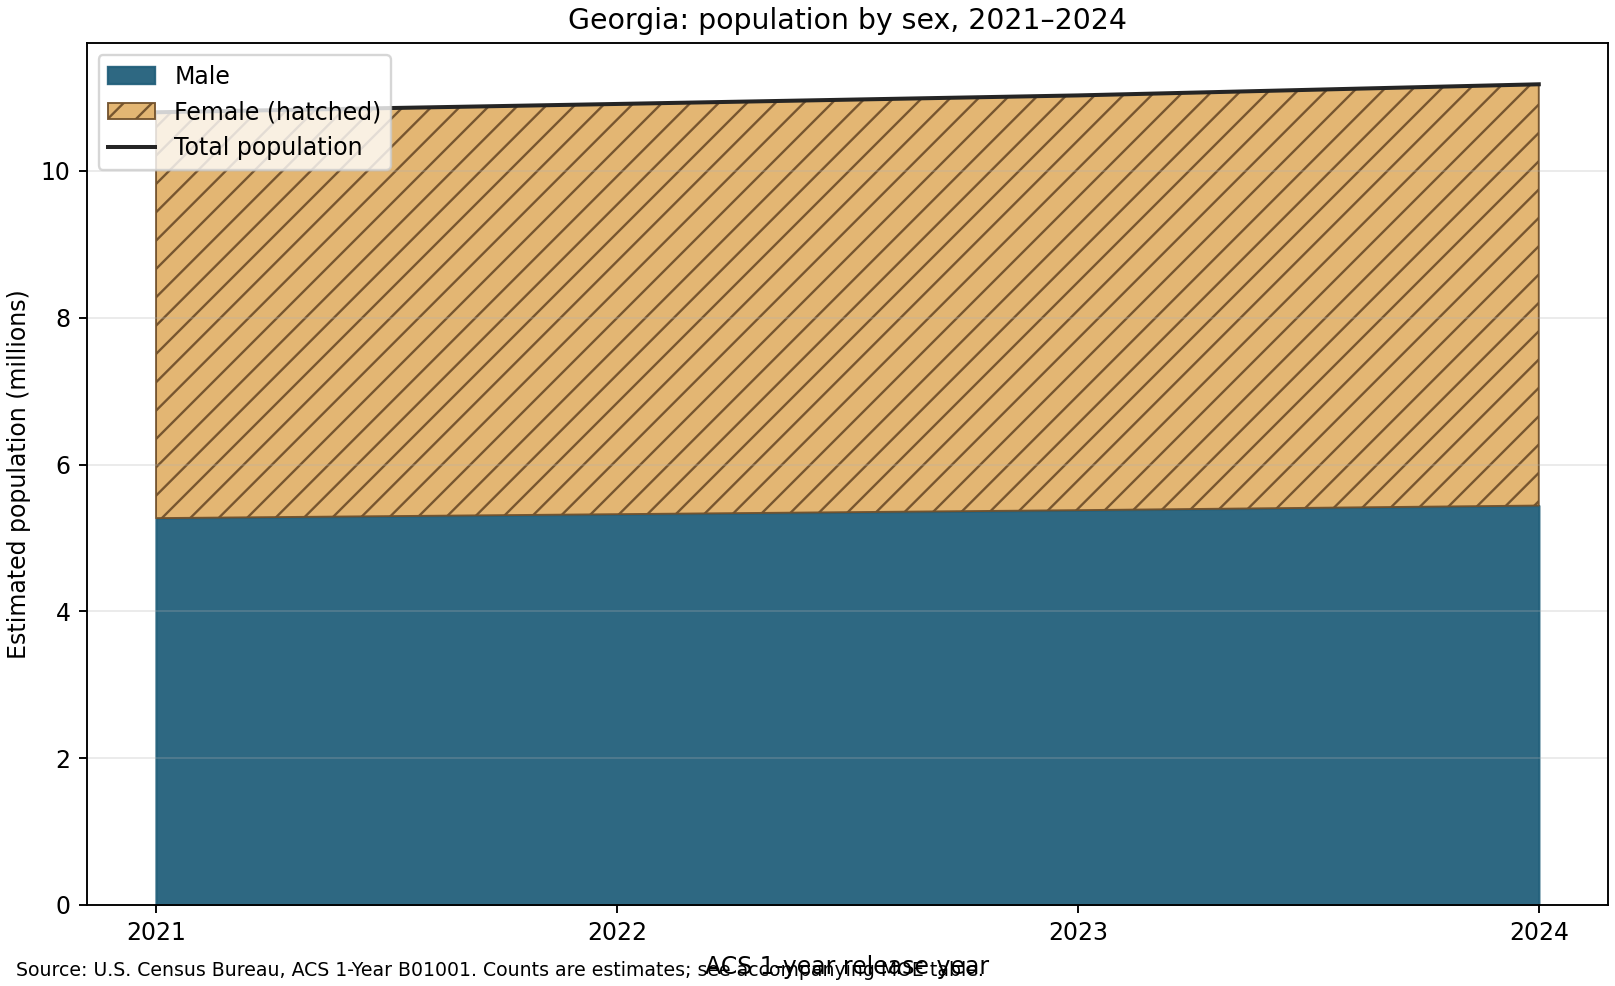 Georgia: population by sex, 2021–2024
Male
Female (hatched)
Total population
Estimated population (millions)
10
8
6
4
2
0
2021 2022 2023 2024
ACS 1-year release year
Source: U.S. Census Bureau, ACS 1-Year B01001. Counts are estimates; see accompanying MOE table.